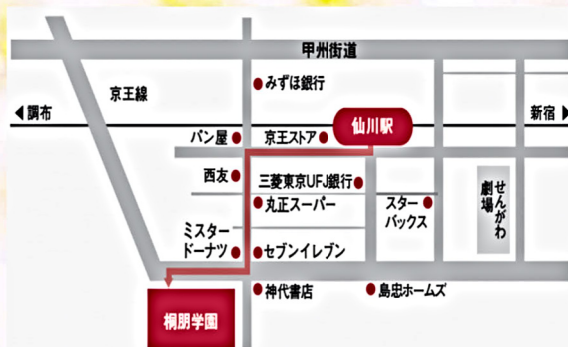 甲州街道
みずほ銀行
京王線
◀調布
新宿▶
仙川駅
パン屋
京王ストア
西友
三菱東京UFJ銀行
丸正スーパー
スター
バックス
せんがわ
劇場
ミスター
ドーナツ
セブンイレブン
神代書店
島忠ホームズ
桐朋学園